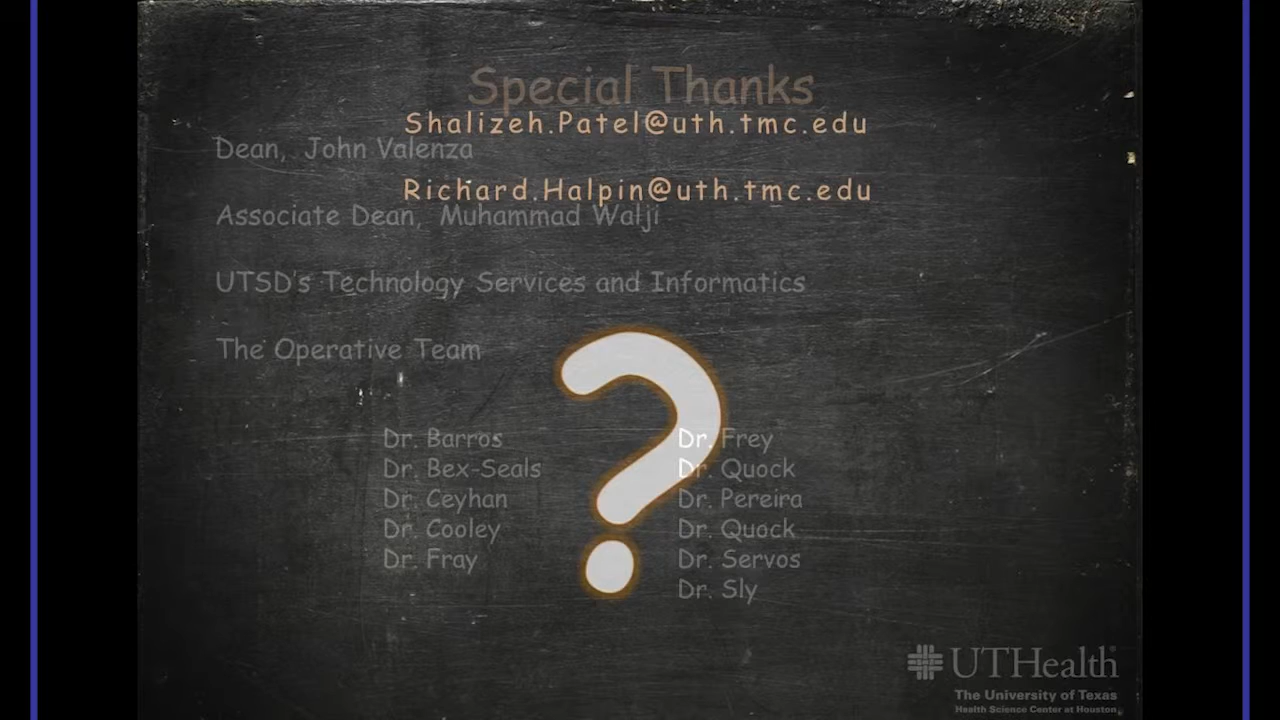 Special Thanks
Shalizeh.Patel@uth.tmc.edu
Dean, John Valenza
Richard.Halpin@uth.tmc.edu
Associate Dean, Muhammad Walji
UTSD's Technology Services and Informatics
The Operative Team
?
Dr. Barros
Dr. Bex-Seals
Dr. Ceyhan
Dr. Cooley
Dr. Fray
Dr. Frey
Dr. Quock
Dr. Pereira
Dr. Quock
Dr. Servos
Dr. Sly
UTHealth
The University of Texas
Health Science Center at Houston